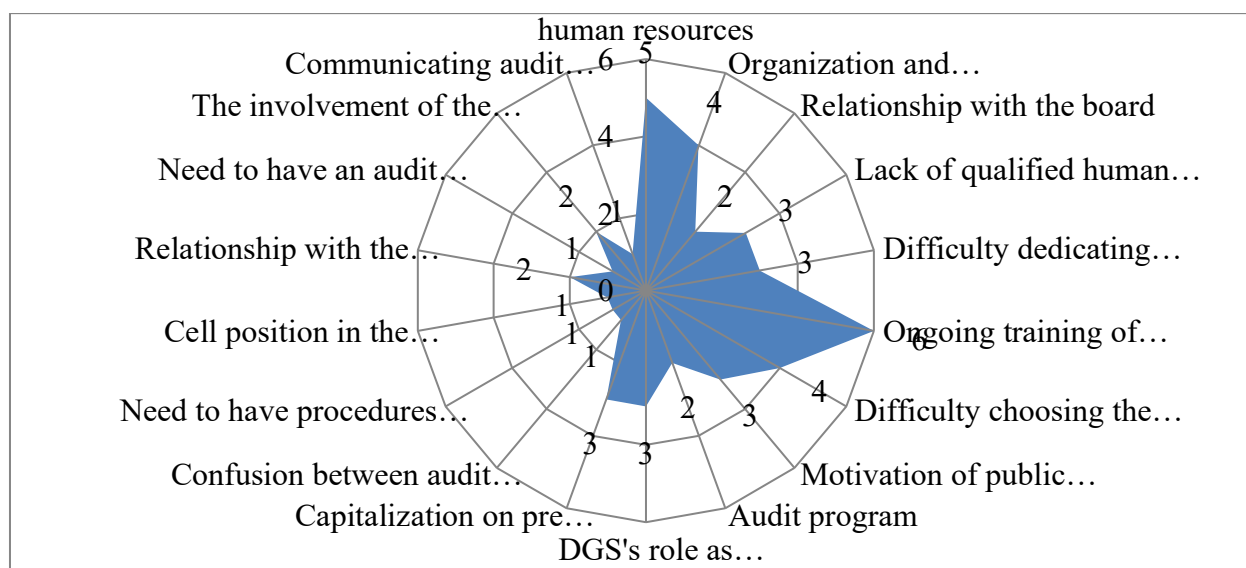 human resources
5
Communicating audit…
6
Organization and…
4
The involvement of the…
Relationship with the board
4
Need to have an audit…
Lack of qualified human…
2
2
3
2
1
Relationship with the…
Difficulty dedicating…
1
2
3
0
1
Cell position in the…
Ongoing training of…
6
1
1
4
Need to have procedures…
Difficulty choosing the…
2
3
3
3
Confusion between audit…
Motivation of public…
Capitalization on pre…
Audit program
DGS's role as…